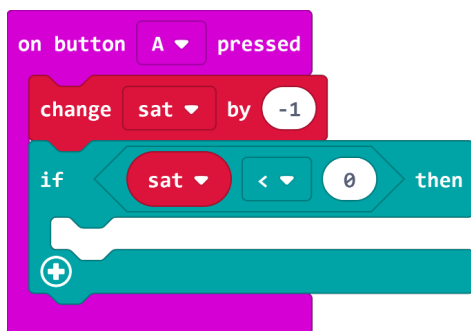 on button A pressed
change sat by -1
if sat < 0 then